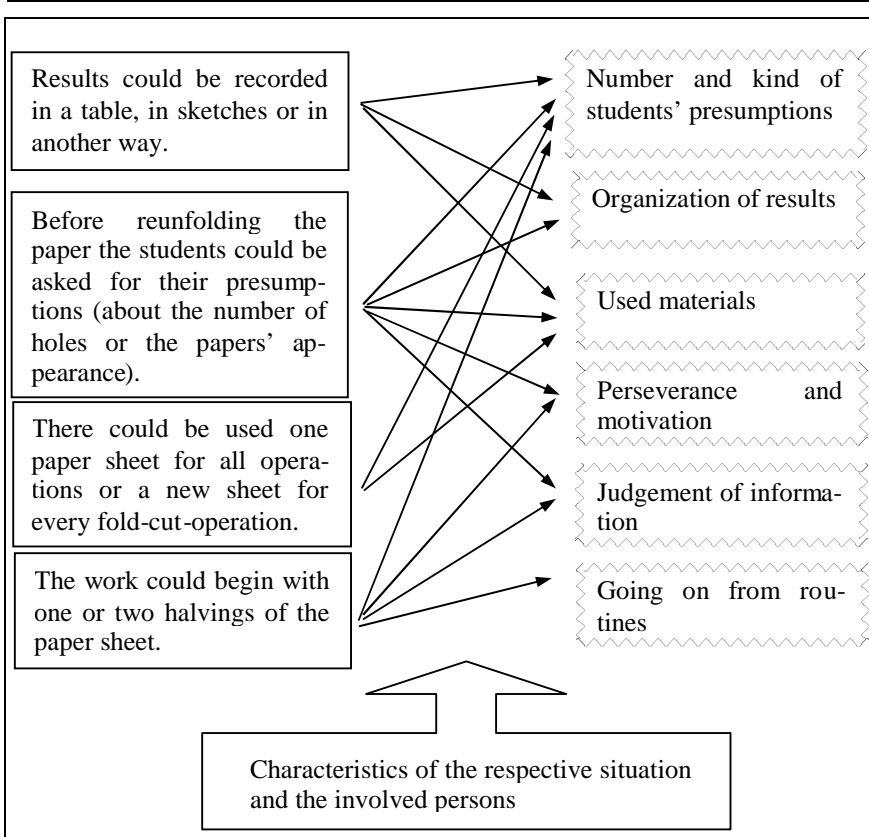 Results could be recorded
in a table, in sketches or in
another way.
Before reunfolding the
paper the students could be
asked for their presump-
tions (about the number of
holes or the papers' ap-
pearance).
There could be used one
paper sheet for all opera-
tions or a new sheet for
every fold-cut-operation.
The work could begin with
one or two halvings of the
paper sheet.
Number and kind of
students' presumptions
Organization of results
Used materials
Perseverance and
motivation
Judgement of informa-
tion
Going on from rou-
tines
Characteristics of the respective situation
and the involved persons